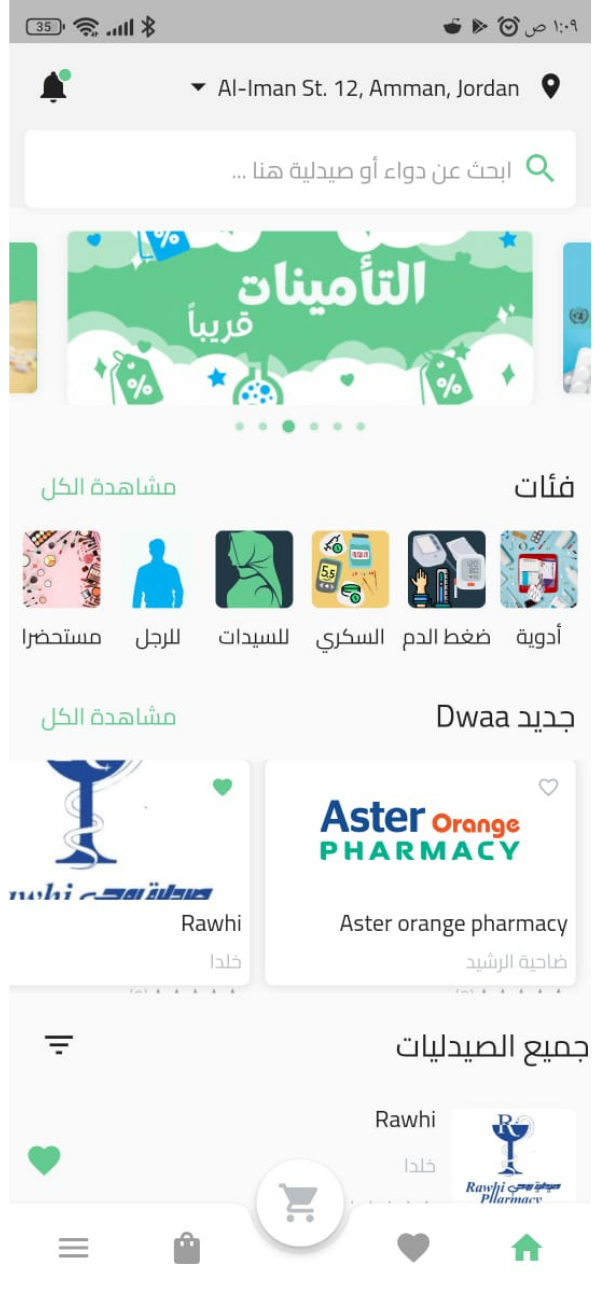 ١:٠٩ ص
35
Al-Iman St. 12, Amman, Jordan
ابحث عن دواء أو صيدلية هنا ...
التأمينات
قريباً
فئات
مشاهدة الكل
أدوية
ضغط الدم
السكري
للسيدات
للرجل
مستحضرا
جديد Dwaa
مشاهدة الكل
Aster Orange
PHARMACY
Aster orange pharmacy
ضاحية الرشيد
صيدلية روحي
Rawhi
خلدا
جميع الصيدليات
Rawhi
خلدا
Rawhi
Pharmacy